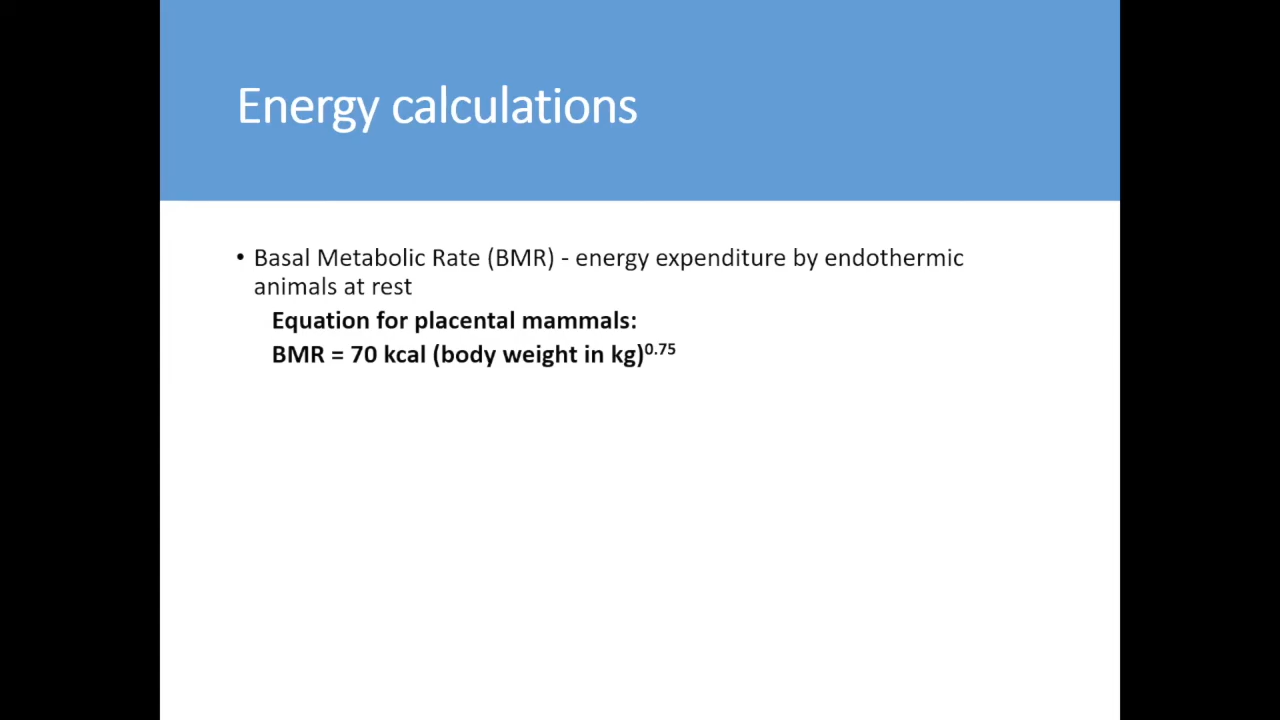 Energy calculations
• Basal Metabolic Rate (BMR) - energy expenditure by endothermic
animals at rest
Equation for placental mammals:
BMR = 70 kcal (body weight in kg)⁰·⁷⁵